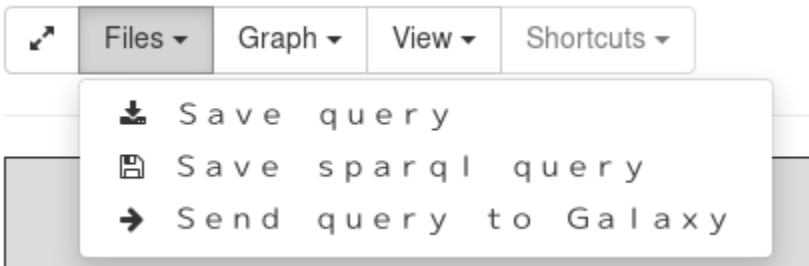 Files Graph View Shortcuts
Save query
Save sparql query
Send query to Galaxy